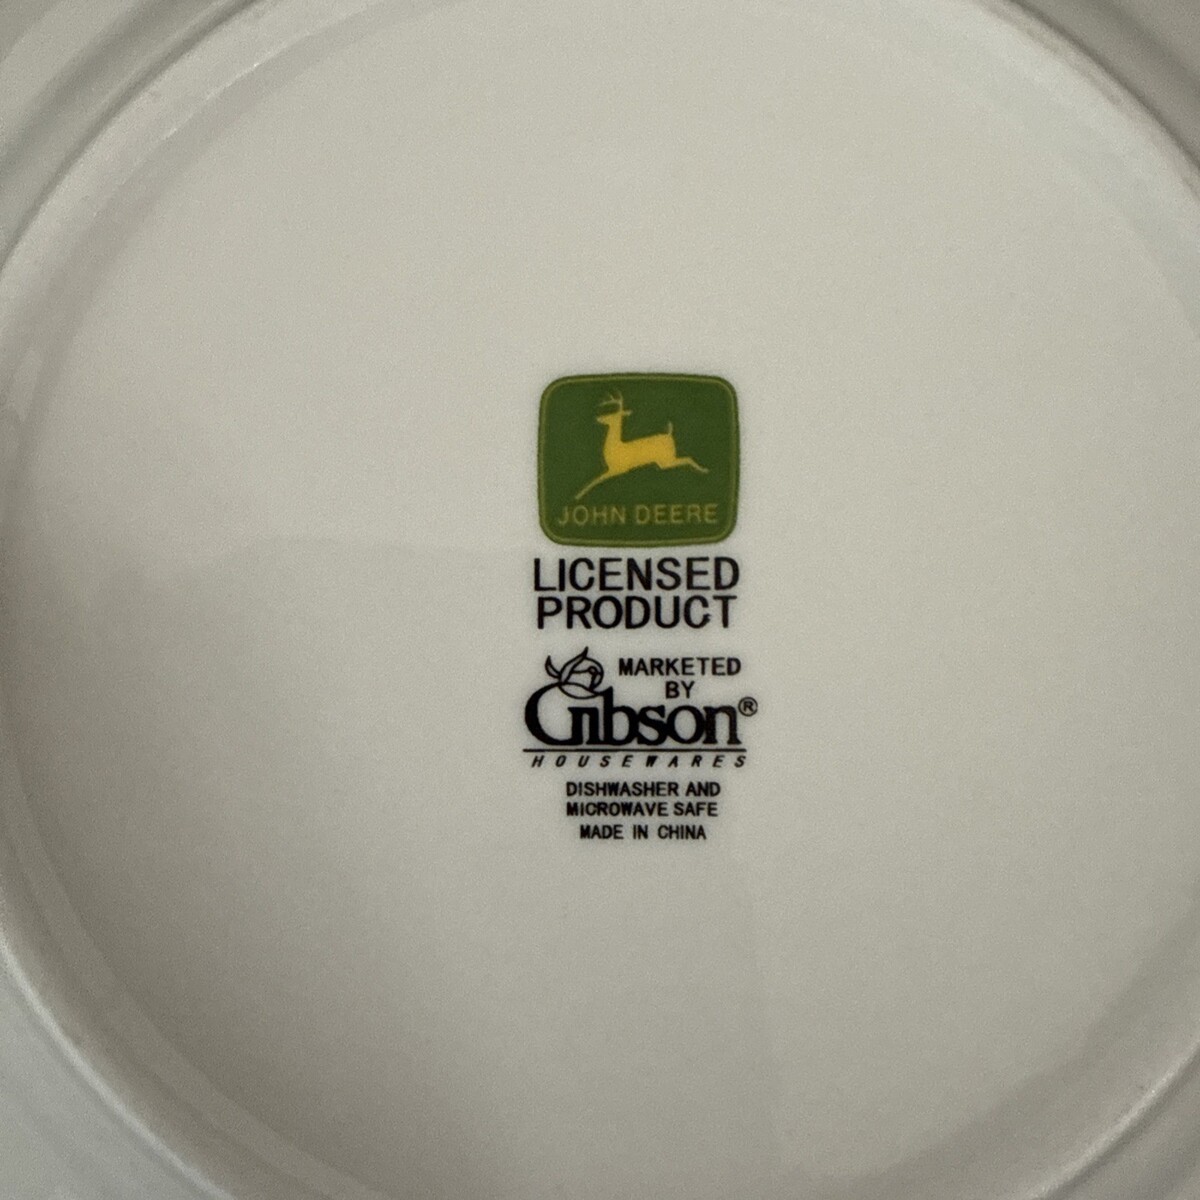 JOHN DEERE
LICENSED
PRODUCT
MARKETED
BY
Gibson®
HOUSEWARES
DISHWASHER AND
MICROWAVE SAFE
MADE IN CHINA